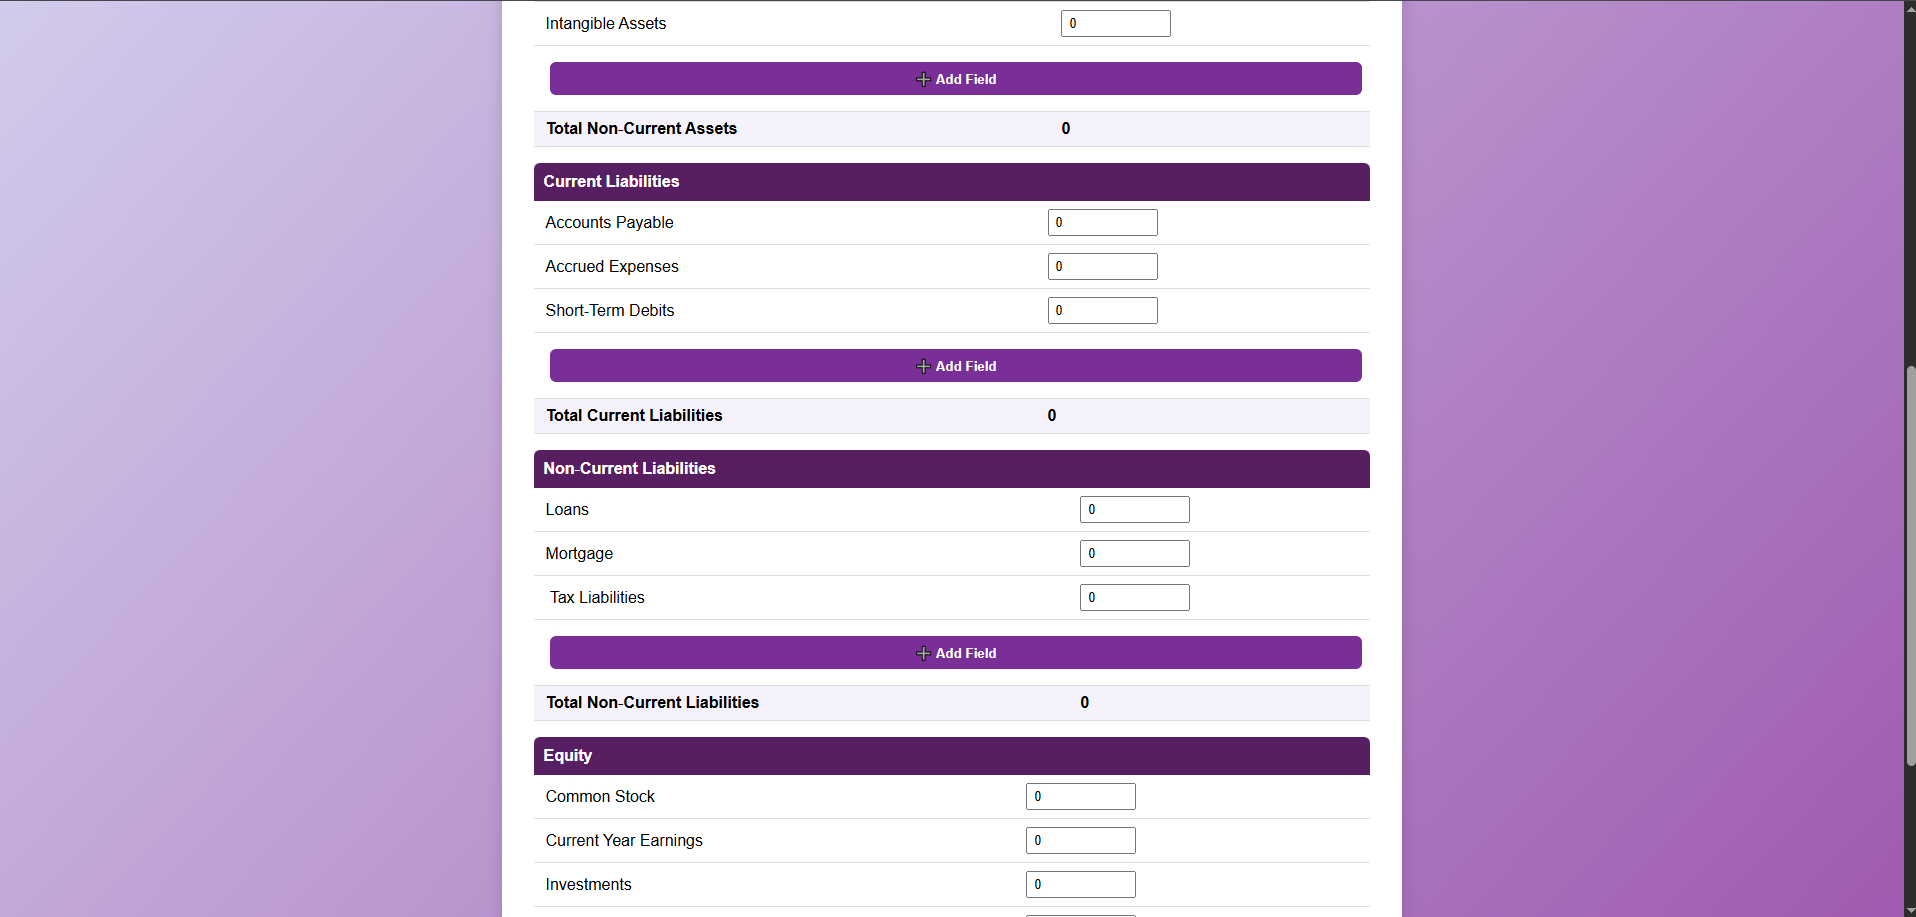 Intangible Assets 0
Add Field
Total Non-Current Assets 0
Current Liabilities
Accounts Payable 0
Accrued Expenses 0
Short-Term Debits 0
Add Field
Total Current Liabilities 0
Non-Current Liabilities
Loans 0
Mortgage 0
Tax Liabilities 0
Add Field
Total Non-Current Liabilities 0
Equity
Common Stock 0
Current Year Earnings 0
Investments 0